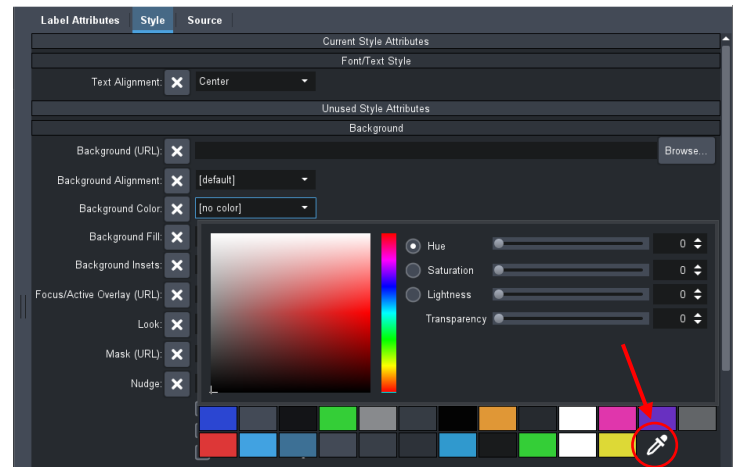 Label Attributes Style Source
Current Style Attributes
Font/Text Style
Text Alignment: Center
Unused Style Attributes
Background
Background (URL): Browse...
Background Alignment: [default]
Background Color: [no color]
Background Fill:
Background Insets:
Focus/Active Overlay (URL):
Look:
Mask (URL):
Nudge:
Hue 0
Saturation 0
Lightness 0
Transparency 0